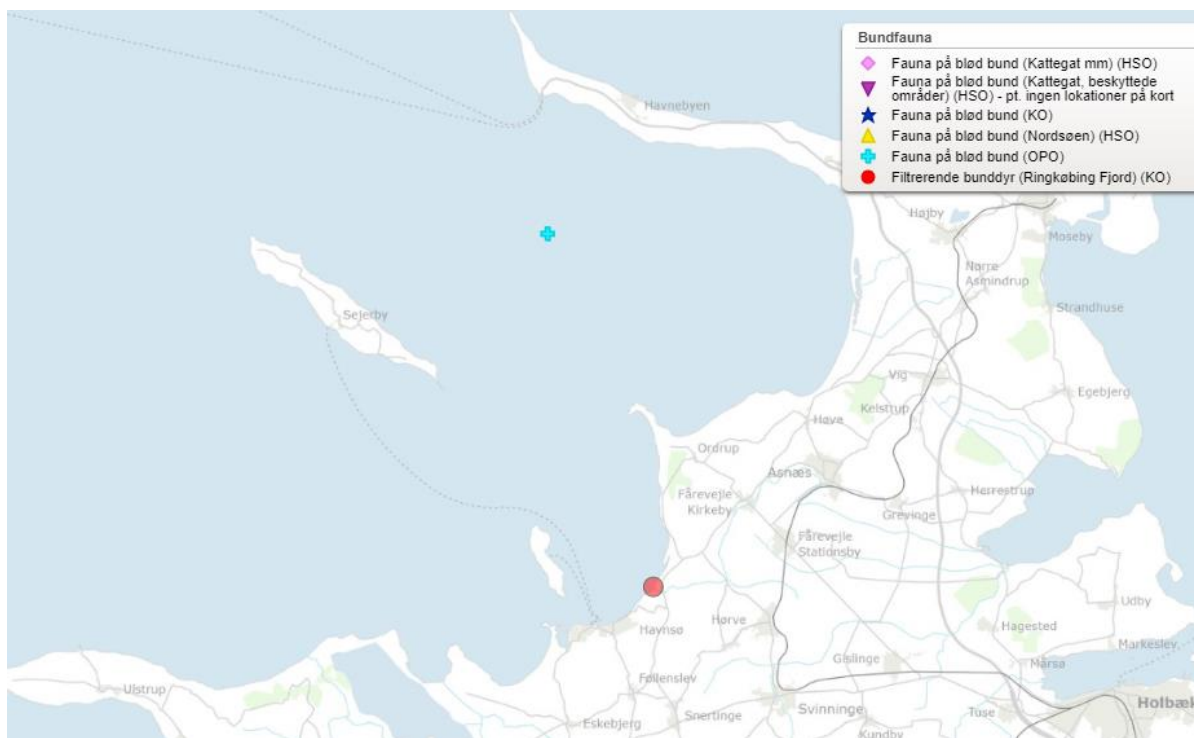 Bundfauna
Fauna på blød bund (Kattegat mm) (HSO)
Fauna på blød bund (Kattegat, beskyttede
områder) (HSO) - pt. ingen lokationer på kort
Fauna på blød bund (KO)
Fauna på blød bund (Nordsøen) (HSO)
Fauna på blød bund (OPO)
Filtrerende bunddyr (Ringkøbing Fjord) (KO)
Havnebyen
Højby
Moseby
Nørre
Asmindrup
Strandhuse
Sejerby
Vig
Egebjerg
Kelstrup
Høve
Ordrup
Asnæs
Fårevejle
Kirkeby
Herrestrup
Grevinge
Fårevejle
Stationsby
Udby
Hørve
Hagested
Havnsø
Markeslev
Gislinge
Mårsø
Føllenslev
Ulstrup
Holbæk
Svinninge
Tuse
Snertinge
Eskebjerg
Kundby